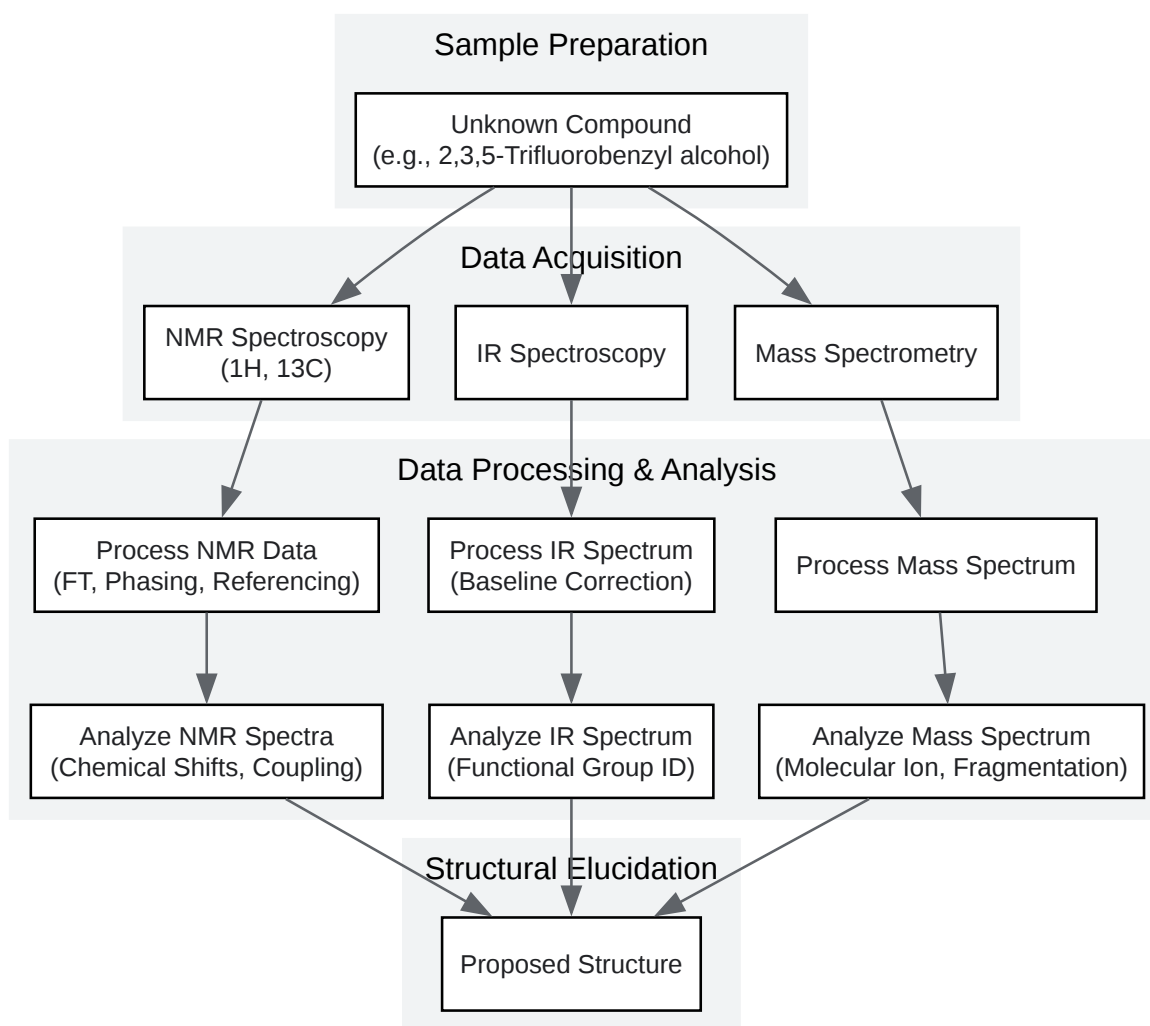 Sample Preparation
Unknown Compound
(e.g., 2,3,5-Trifluorobenzyl alcohol)
Data Acquisition
NMR Spectroscopy
(1H, 13C)
IR Spectroscopy
Mass Spectrometry
Data Processing & Analysis
Process NMR Data
(FT, Phasing, Referencing)
Process IR Spectrum
(Baseline Correction)
Process Mass Spectrum
Analyze NMR Spectra
(Chemical Shifts, Coupling)
Analyze IR Spectrum
(Functional Group ID)
Analyze Mass Spectrum
(Molecular Ion, Fragmentation)
Structural Elucidation
Proposed Structure